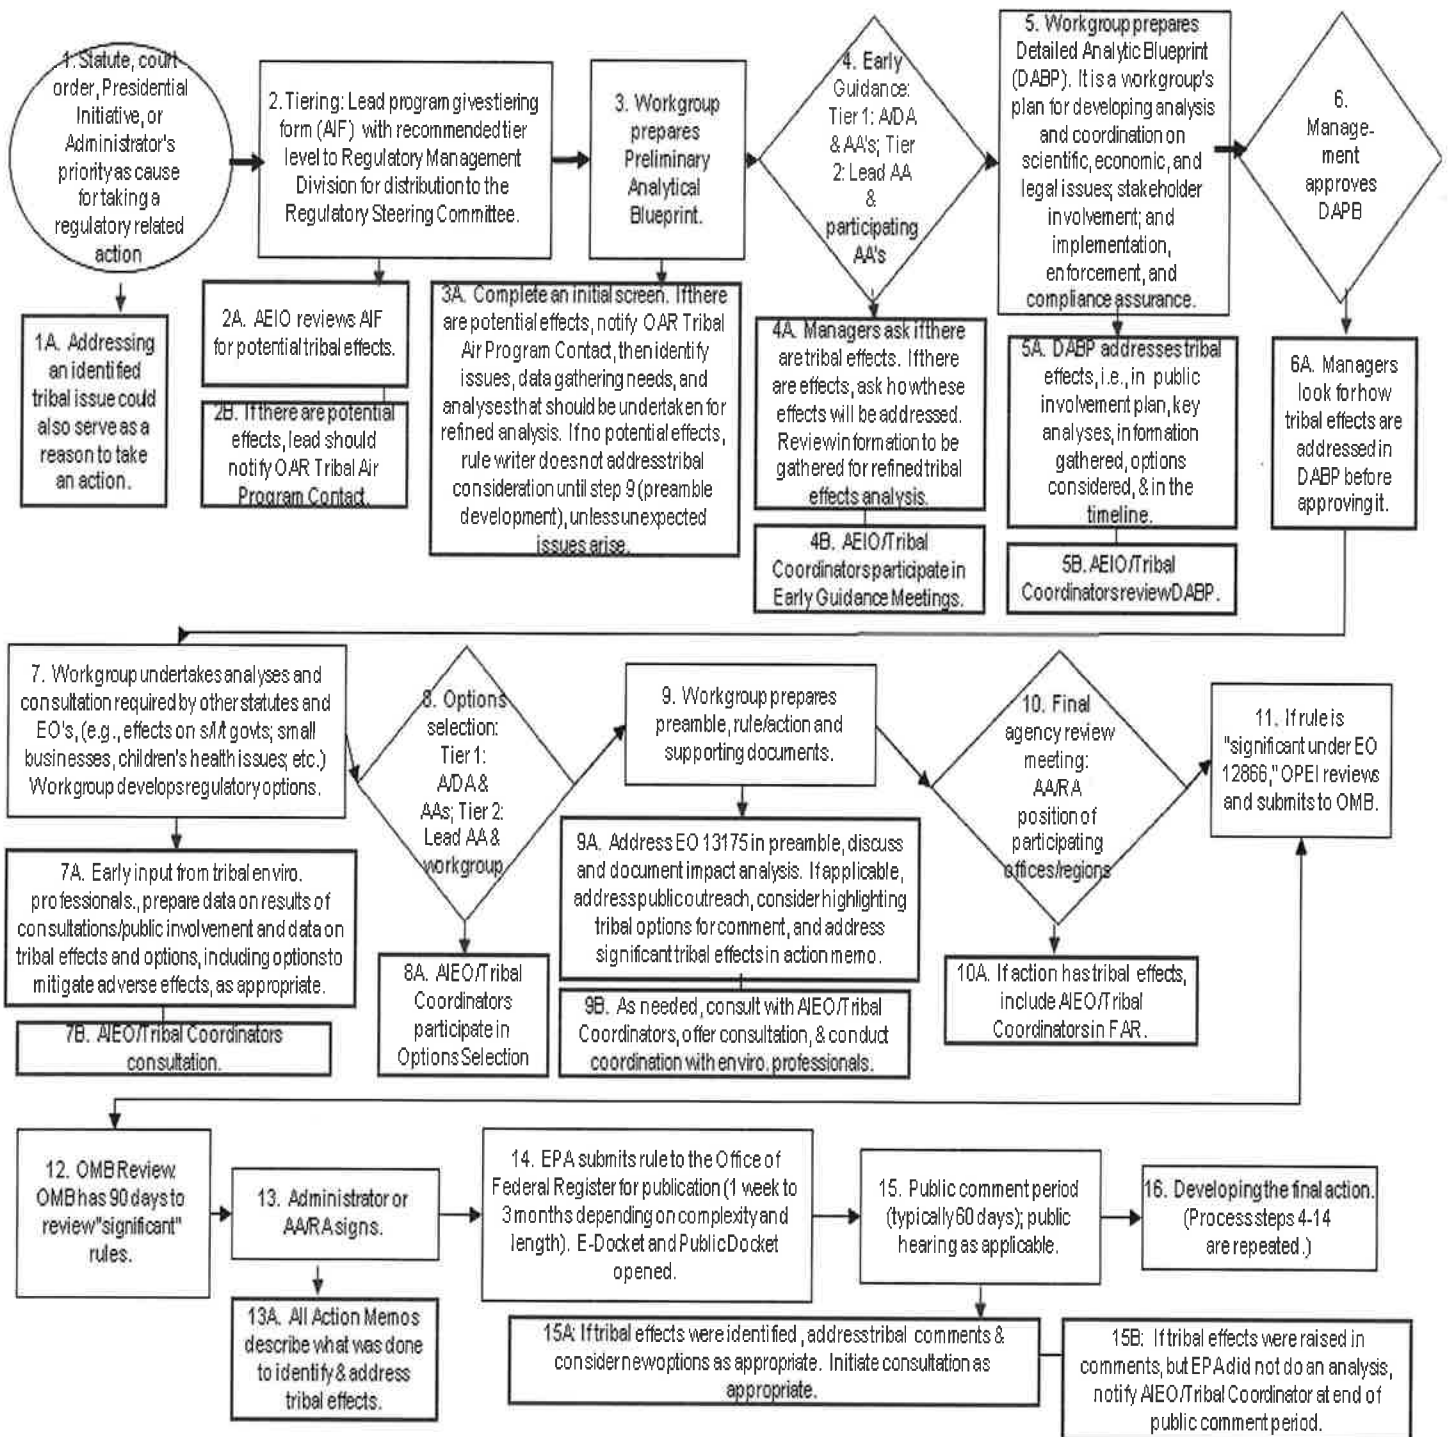 1. Statute, court
order, Presidential
Initiative, or
Administrator's
priority as cause
for taking a
regulatory related
action
2. Tiering: Lead program gives tiering
form (AIF) with recommended tier
level to Regulatory Management
Division for distribution to the
Regulatory Steering Committee.
3. Workgroup
prepares
Preliminary
Analytical
Blueprint.
4. Early
Guidance:
Tier 1: A/DA
& AA's; Tier
2: Lead AA
&
participating
AA's
5. Workgroup prepares
Detailed Analytic Blueprint
(DABP). It is a workgroup's
plan for developing analysis
and coordination on
scientific, economic, and
legal issues; stakeholder
involvement; and
implementation,
enforcement, and
compliance assurance.
6.
Manage-
ment
approves
DAPB
1A. Addressing
an identified
tribal issue could
also serve as a
reason to take
an action.
2A. AEIO reviews AIF
for potential tribal effects.
2B. If there are potential
effects, lead should
notify OAR Tribal Air
Program Contact.
3A. Complete an initial screen. If there
are potential effects, notify OAR Tribal
Air Program Contact, then identify
issues, data gathering needs, and
analyses that should be undertaken for
refined analysis. If no potential effects,
rule writer does not address tribal
consideration until step 9 (preamble
development), unless unexpected
issues arise.
4A. Managers ask if there
are tribal effects. If there
are effects, ask how these
effects will be addressed.
Review information to be
gathered for refined tribal
effects analysis.
4B. AEIO/Tribal
Coordinators participate in
Early Guidance Meetings.
5A. DABP addresses tribal
effects, i.e., in public
involvement plan, key
analyses, information
gathered, options
considered, & in the
timeline.
5B. AEIO/Tribal
Coordinators review DABP.
6A. Managers
look for how
tribal effects are
addressed in
DABP before
approving it.
7. Workgroup undertakes analyses and
consultation required by other statutes and
EO's, (e.g., effects on s/l/t govts; small
businesses, children's health issues; etc.)
Workgroup develops regulatory options.
8. Options
selection:
Tier 1:
A/DA &
AAs; Tier 2:
Lead AA &
workgroup
9. Workgroup prepares
preamble, rule/action and
supporting documents.
10. Final
agency review
meeting:
AA/RA
position of
participating
offices/regions
11. If rule is
"significant under EO
12866," OPEI reviews
and submits to OMB.
7A. Early input from tribal enviro.
professionals., prepare data on results of
consultations/public involvement and data on
tribal effects and options, including options to
mitigate adverse effects, as appropriate.
7B. AIEO/Tribal Coordinators
consultation.
8A. AIEO/Tribal
Coordinators
participate in
Options Selection
9A. Address EO 13175 in preamble, discuss
and document impact analysis. If applicable,
address public outreach, consider highlighting
tribal options for comment, and address
significant tribal effects in action memo.
9B. As needed, consult with AIEO/Tribal
Coordinators, offer consultation, & conduct
coordination with enviro. professionals.
10A. If action has tribal effects,
include AIEO/Tribal
Coordinators in FAR.
12. OMB Review.
OMB has 90 days to
review "significant"
rules.
13. Administrator or
AA/RA signs.
14. EPA submits rule to the Office of
Federal Register for publication (1 week to
3 months depending on complexity and
length). E-Docket and Public Docket
opened.
15. Public comment period
(typically 60 days); public
hearing as applicable.
16. Developing the final action.
(Process steps 4-14
are repeated.)
13A. All Action Memos
describe what was done
to identify & address
tribal effects.
15A: If tribal effects were identified, address tribal comments &
consider new options as appropriate. Initiate consultation as
appropriate.
15B: If tribal effects were raised in
comments, but EPA did not do an analysis,
notify AIEO/Tribal Coordinator at end of
public comment period.